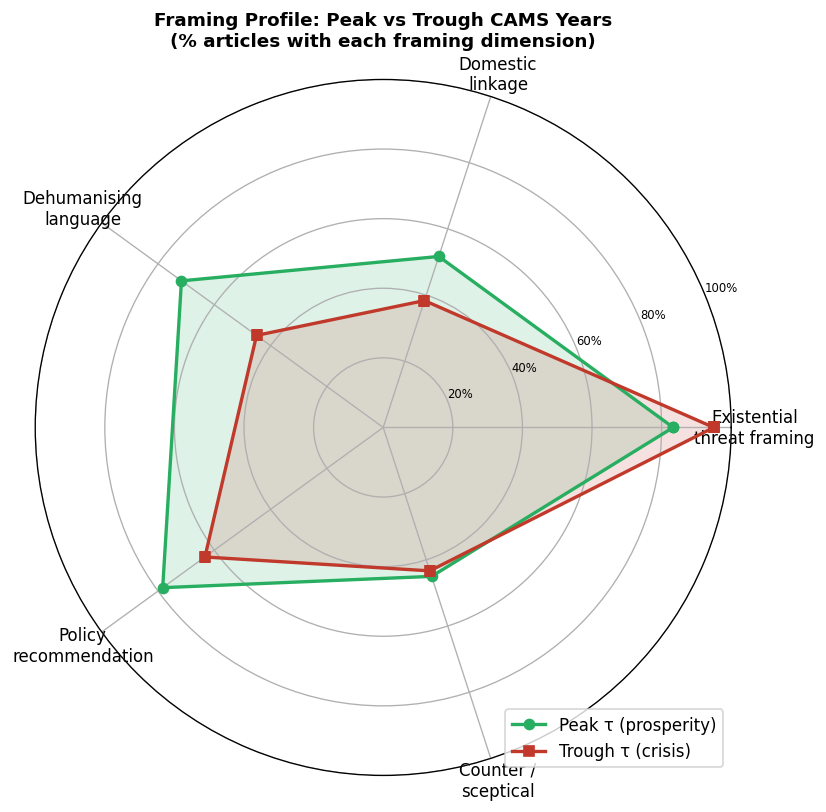 Framing Profile: Peak vs Trough CAMS Years
(% articles with each framing dimension)
Domestic
linkage
Dehumanising
language
100%
80%
60%
40%
20%
Existential
threat framing
Policy
recommendation
Peak τ (prosperity)
Trough τ (crisis)
Counter /
sceptical